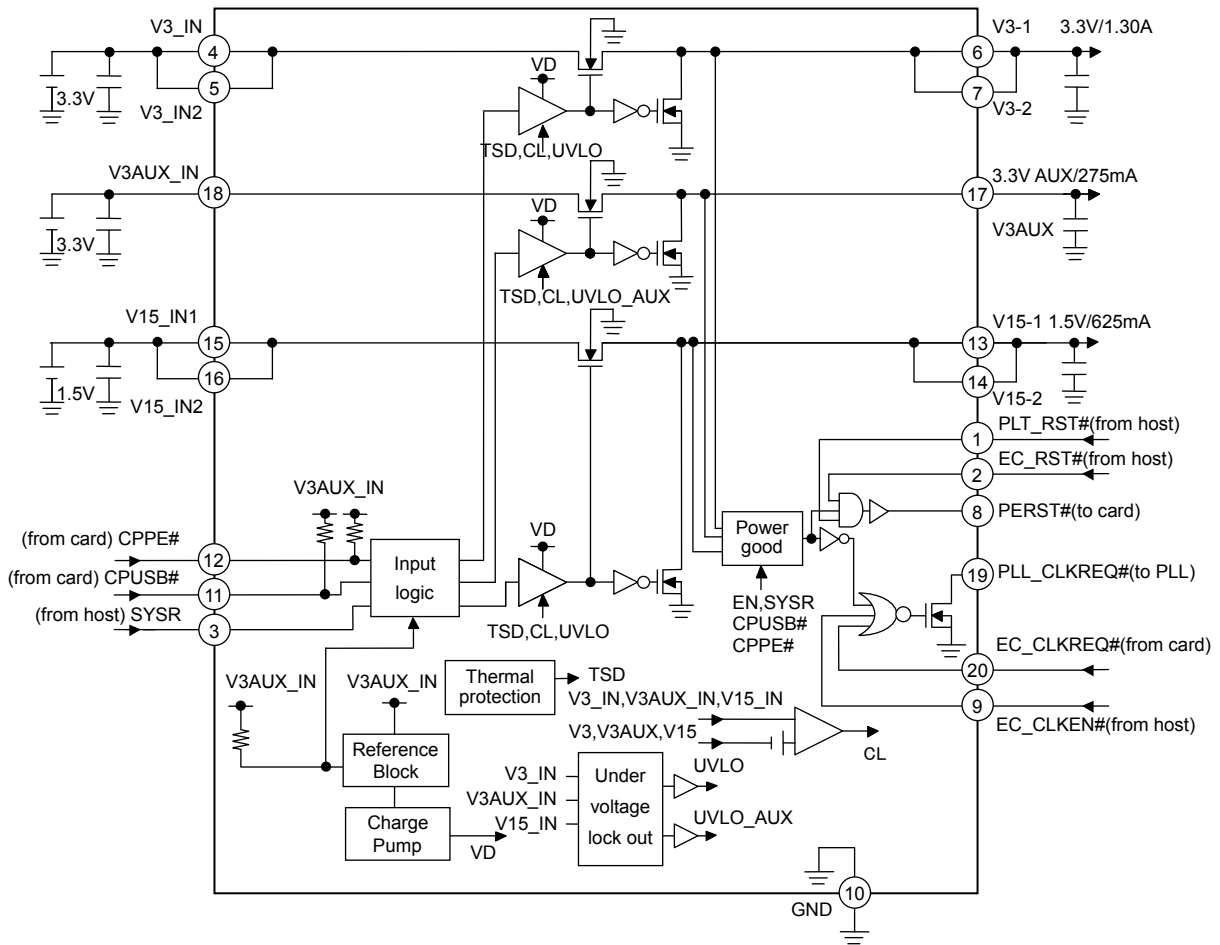 V3_IN
4
5
3.3V
V3_IN2
V3-1 3.3V/1.30A
6
7
V3-2
VD
TSD,CL,UVLO
V3AUX_IN
18
3.3V
VD
TSD,CL,UVLO_AUX
3.3V AUX/275mA
17
V3AUX
V15_IN1
15
16
1.5V
V15_IN2
V15-1 1.5V/625mA
13
14
V15-2
PLT_RST#(from host)
1
EC_RST#(from host)
2
8
PERST#(to card)
V3AUX_IN
(from card) CPPE#
12
(from card) CPUSB#
11
(from host) SYSR
3
Input
logic
VD
TSD,CL,UVLO
Power
good
EN,SYSR
CPUSB#
CPPE#
19
PLL_CLKREQ#(to PLL)
EC_CLKREQ#(from card)
20
9
EC_CLKEN#(from host)
V3AUX_IN
V3AUX_IN
Thermal
protection
TSD
V3_IN,V3AUX_IN,V15_IN
V3,V3AUX,V15
CL
Reference
Block
Charge
Pump
VD
V3_IN
V3AUX_IN
V15_IN
Under
voltage
lock out
UVLO
UVLO_AUX
GND
10